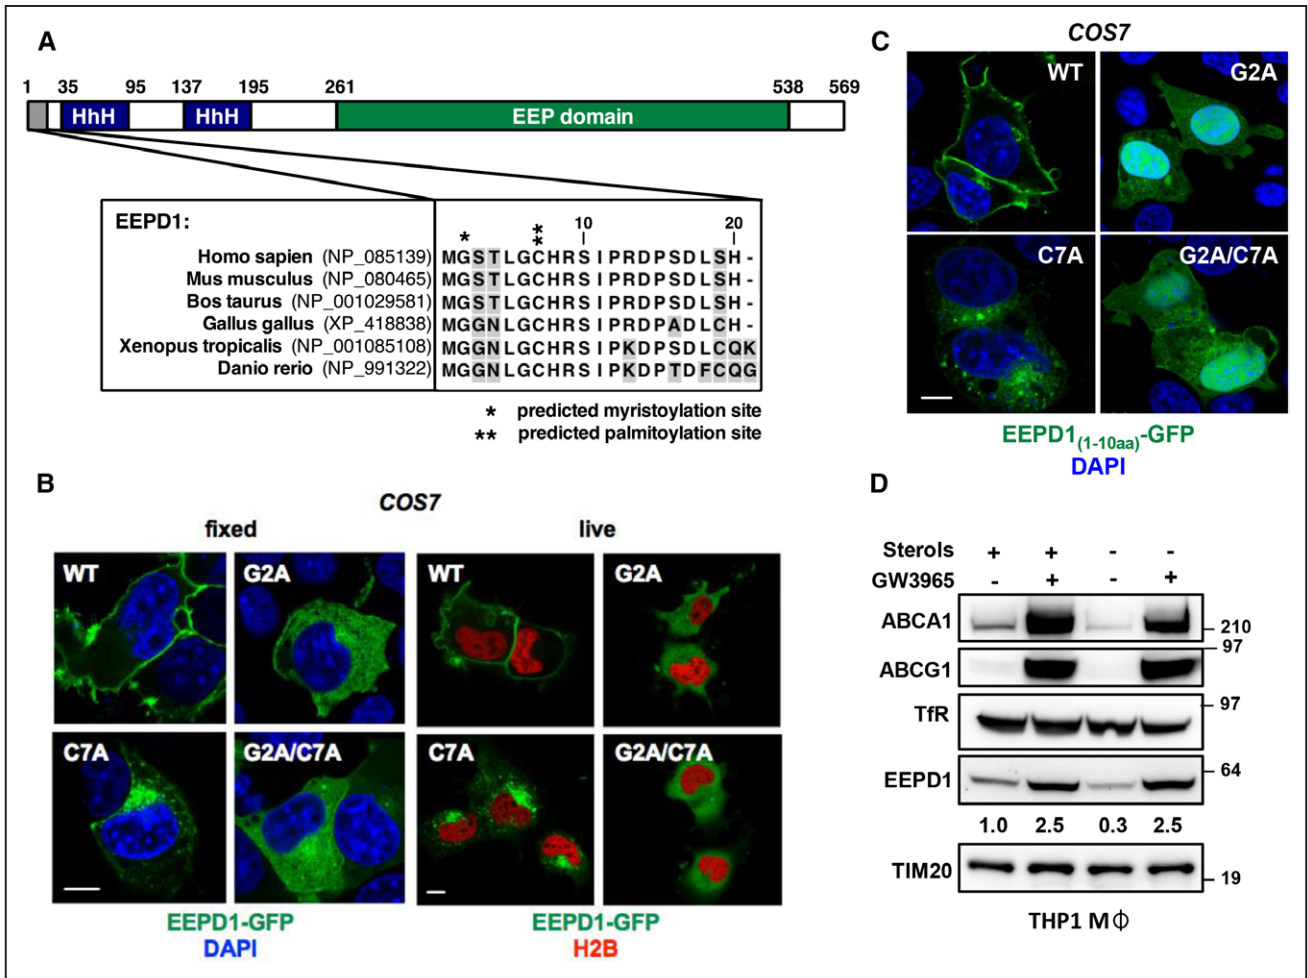 A
1 35 95 137 195 261 538 569
HhH HhH EEP domain
EEPD1: 10 20
* **
Homo sapien (NP_085139) MGSTLGCHRSIPRDPSDLSH-
Mus musculus (NP_080465) MGSTLGCHRSIPRDPSDLSH-
Bos taurus (NP_001029581) MGSTLGCHRSIPRDPSDLSH-
Gallus gallus (XP_418838) MGGNLGCHRSIPRDPADLCH-
Xenopus tropicalis (NP_001085108) MGGNLGCHRSIPKDPSDLCQK
Danio rerio (NP_991322) MGGNLGCHRSIPKDPTDFCQG
* predicted myristoylation site
** predicted palmitoylation site
B
COS7
fixed live
WT G2A WT G2A
C7A G2A/C7A C7A G2A/C7A
EEPD1-GFP EEPD1-GFP
DAPI H2B
C
COS7
WT G2A
C7A G2A/C7A
EEPD1(1-10aa)-GFP
DAPI
D
Sterols + + - -
GW3965 - + - +
ABCA1 210
97
ABCG1
TfR 97
EEPD1 64
1.0 2.5 0.3 2.5
TIM20 19
THP1 MΦ